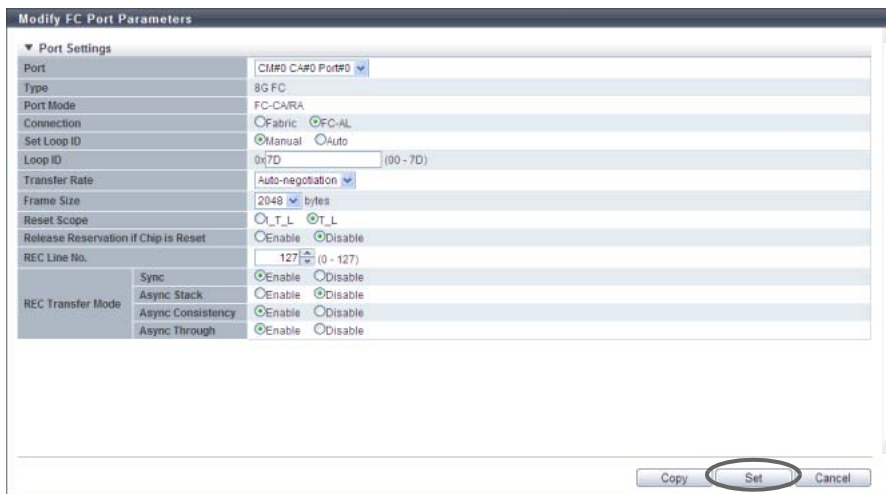 Modify FC Port Parameters
▼ Port Settings
Port CM#0 CA#0 Port#0
Type 8G FC
Port Mode FC-CA/RA
Connection Fabric FC-AL
Set Loop ID Manual Auto
Loop ID 0x 7D (00 - 7D)
Transfer Rate Auto-negotiation
Frame Size 2048 bytes
Reset Scope I_T_L T_L
Release Reservation if Chip is Reset Enable Disable
REC Line No. 127 (0 - 127)
REC Transfer Mode
Sync Enable Disable
Async Stack Enable Disable
Async Consistency Enable Disable
Async Through Enable Disable
Copy Set Cancel